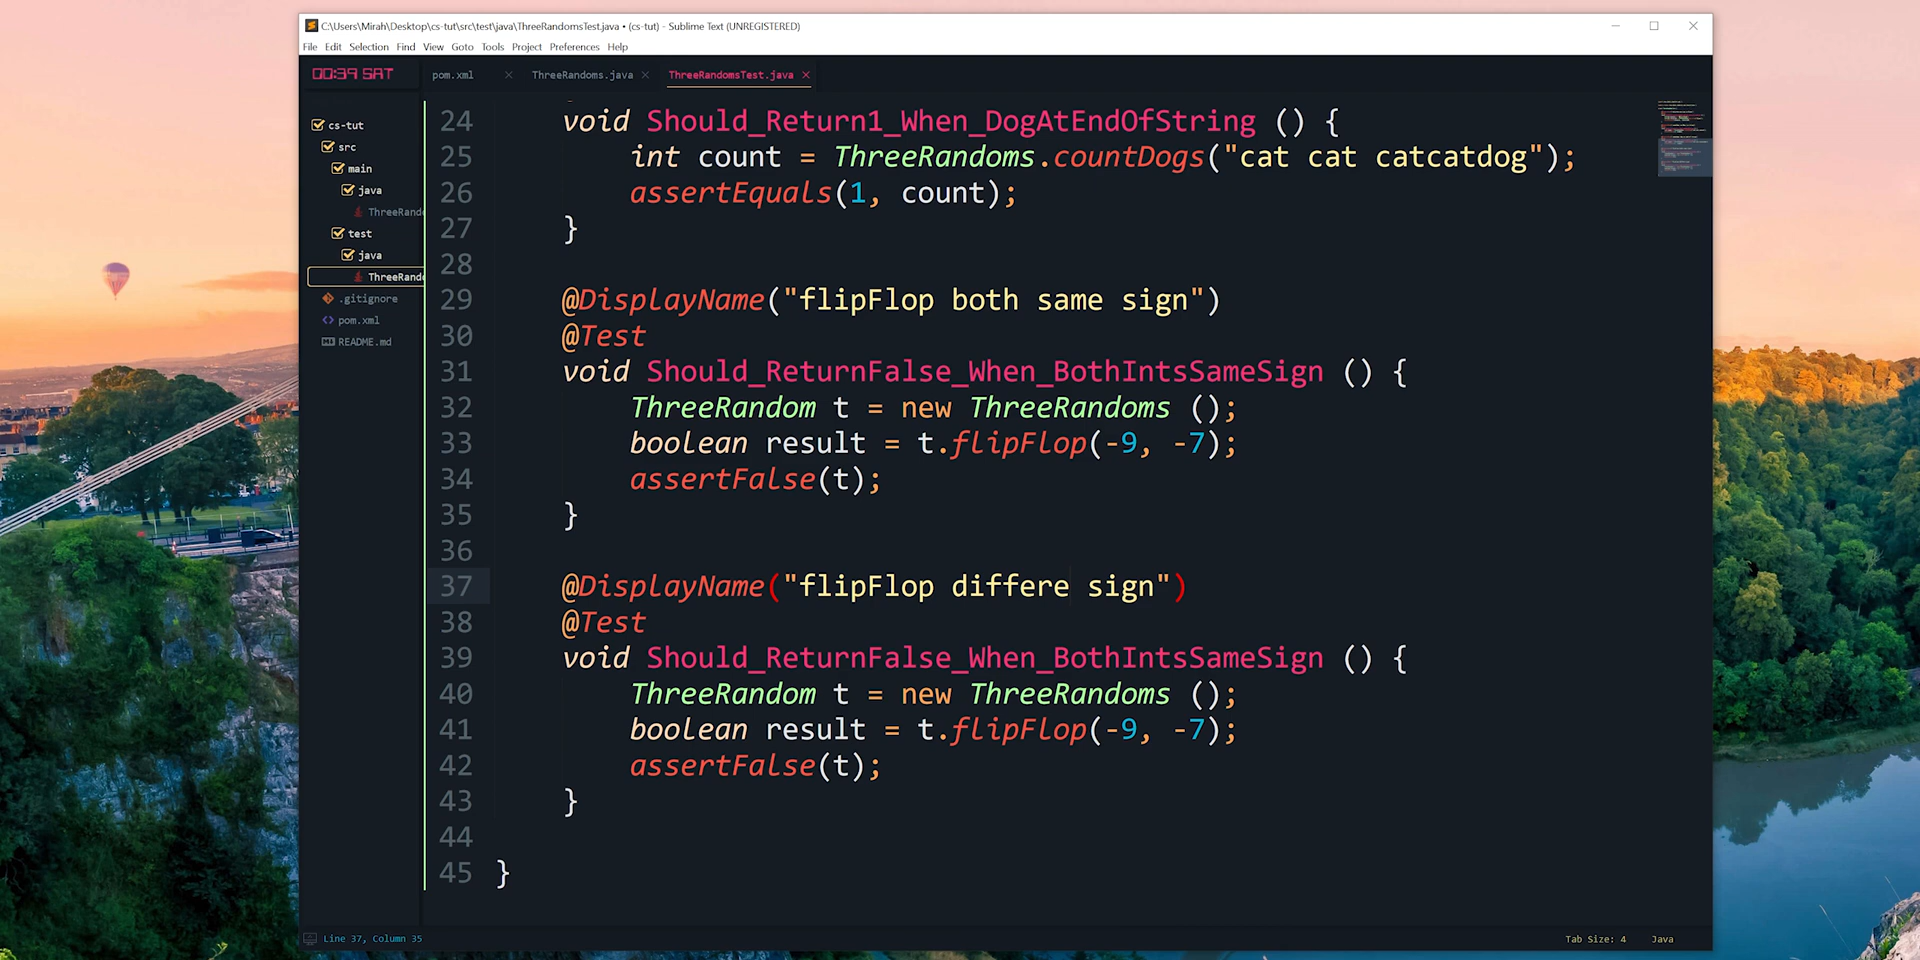 C:\Users\Mirah\Desktop\cs-tut\src\test\java\ThreeRandomsTest.java • (cs-tut) - Sublime Text (UNREGISTERED)
File Edit Selection Find View Goto Tools Project Preferences Help
00:39 SAT
pom.xml ThreeRandoms.java ThreeRandomsTest.java
cs-tut
src
main
java
ThreeRand
test
java
ThreeRand
.gitignore
pom.xml
README.md
24 void Should_Return1_When_DogAtEndOfString () {
25 int count = ThreeRandoms.countDogs("cat cat catcatdog");
26 assertEquals(1, count);
27 }
28
29 @DisplayName("flipFlop both same sign")
30 @Test
31 void Should_ReturnFalse_When_BothIntsSameSign () {
32 ThreeRandom t = new ThreeRandoms ();
33 boolean result = t.flipFlop(-9, -7);
34 assertFalse(t);
35 }
36
37 @DisplayName("flipFlop differe sign")
38 @Test
39 void Should_ReturnFalse_When_BothIntsSameSign () {
40 ThreeRandom t = new ThreeRandoms ();
41 boolean result = t.flipFlop(-9, -7);
42 assertFalse(t);
43 }
44
45 }
Line 37, Column 35
Tab Size: 4 Java